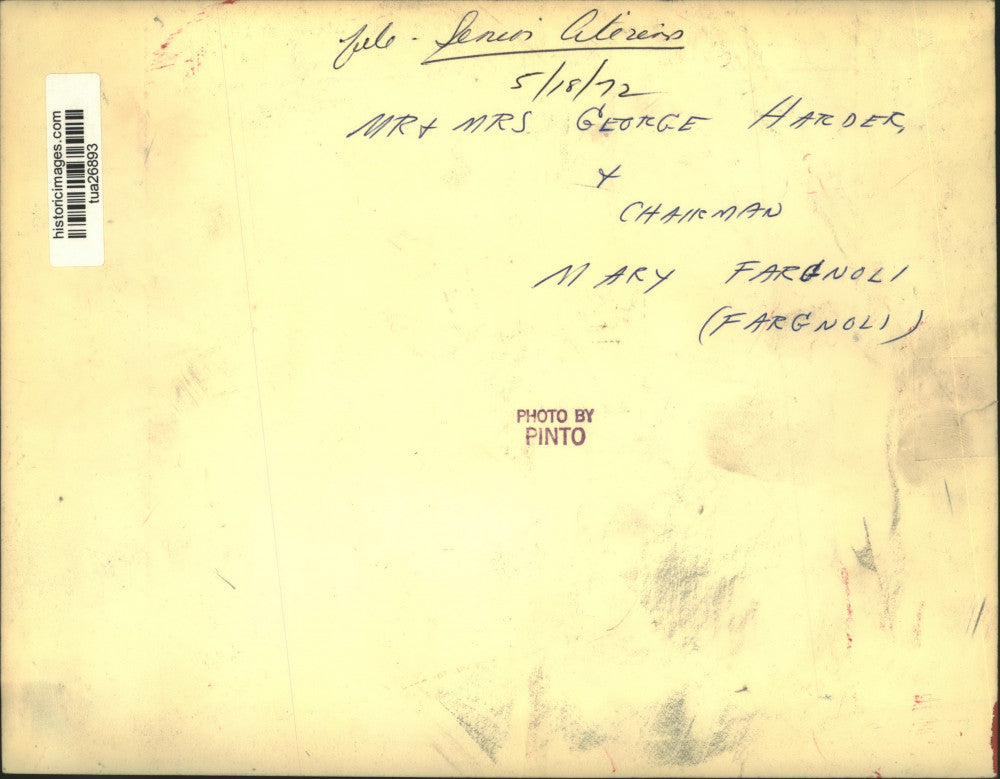 file - Senior Citizens
5/18/72
MR & MRS GEORGE HARDER,
&
CHAIRMAN
MARY FARGNOLI
(FARGNOLI)
PHOTO BY
PINTO
historicimages.com
tua26893